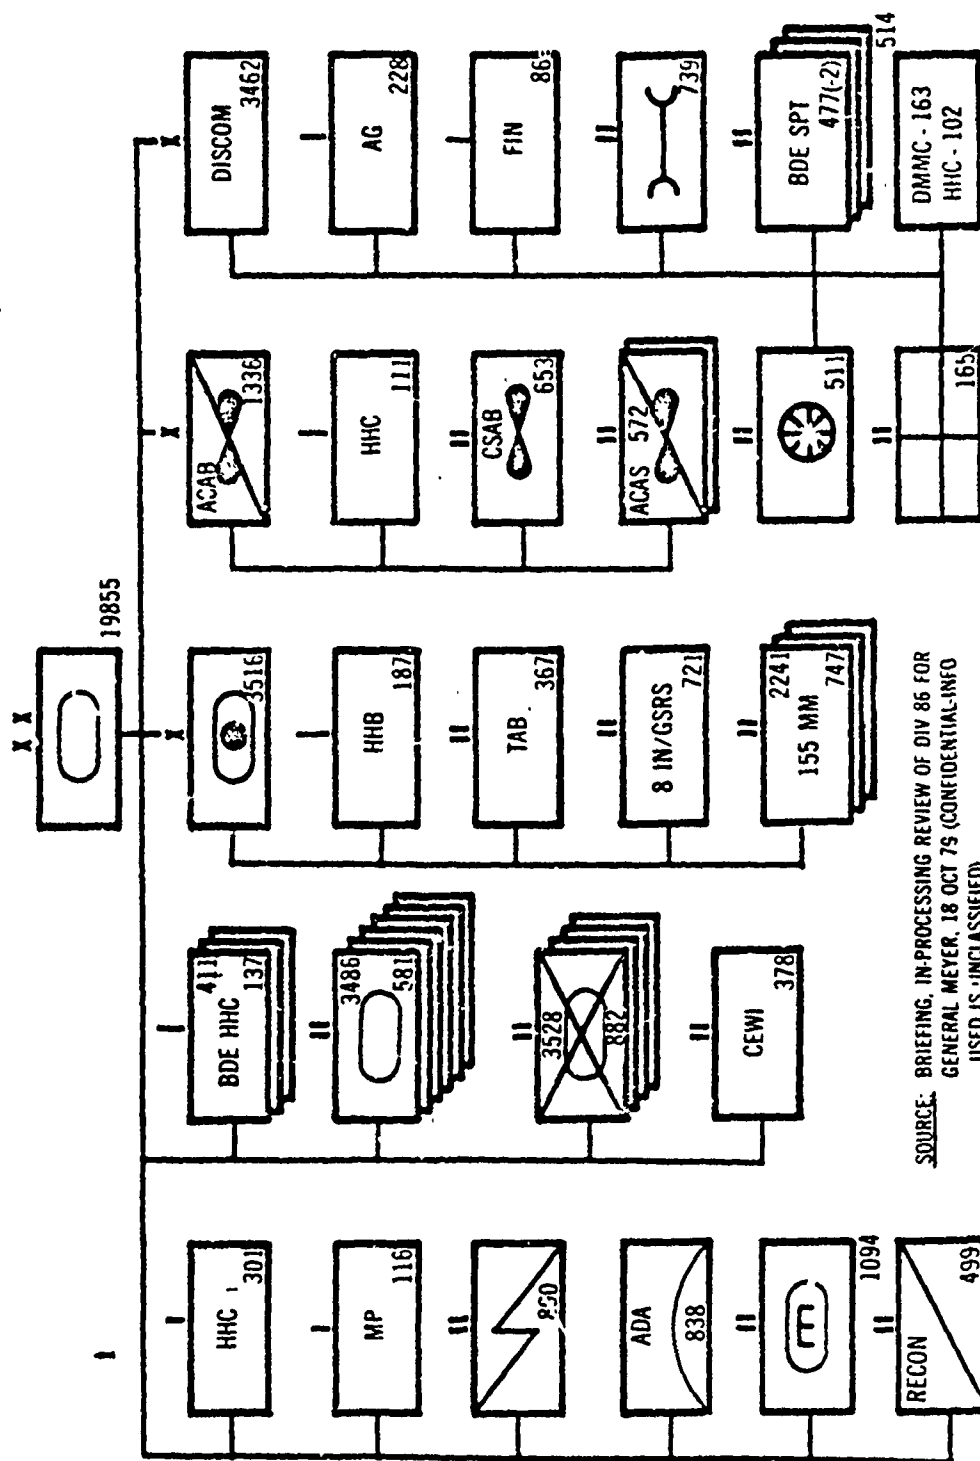 X X
19855
HHC
301
MP
116
ADA
838
m
1094
RECON
499
BDE HHC
411
137
3486
581
3528
882
CEWI
378
X
3516
HHB
187
TAB
367
8 IN/GSRS
721
155 MM
2241
747
X
ACAB
1336
HHC
111
CSAB
653
ACAS 572
511
165
X
DISCOM
3462
AG
228
FIN
739
BDE SPT
477(-2)
514
DMMC - 163
HHC - 102
SOURCE: BRIEFING, IN-PROCESSING REVIEW OF DIV 86 FOR
GENERAL MEYER, 18 OCT 79 (CONFIDENTIAL-INFO
USED IS UNCLASSIFIED)